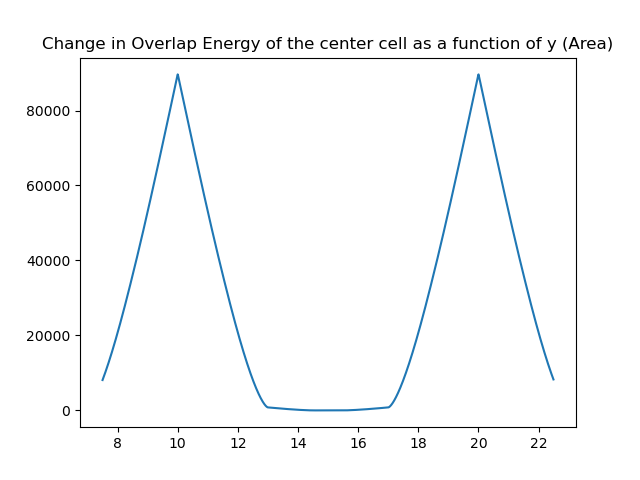 Change in Overlap Energy of the center cell as a function of y (Area)
80000
60000
40000
20000
0
8 10 12 14 16 18 20 22